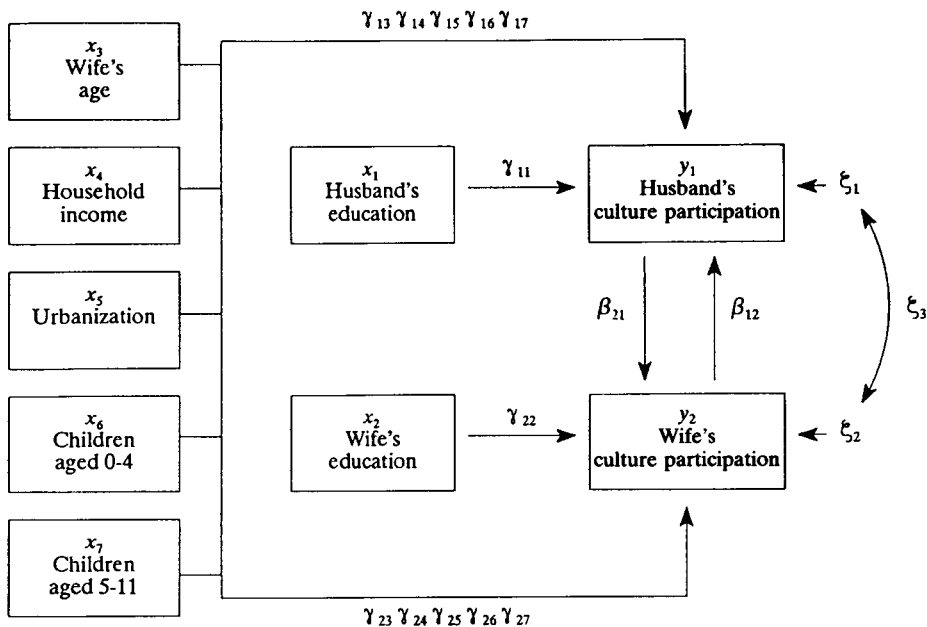 γ₁₃ γ₁₄ γ₁₅ γ₁₆ γ₁₇
x₃
Wife's
age
x₄
Household
income
x₅
Urbanization
x₆
Children
aged 0-4
x₇
Children
aged 5-11
x₁
Husband's
education
γ₁₁
y₁
Husband's
culture participation
ξ₁
β₂₁
β₁₂
ξ₃
x₂
Wife's
education
γ₂₂
y₂
Wife's
culture participation
ξ₂
γ₂₃ γ₂₄ γ₂₅ γ₂₆ γ₂₇